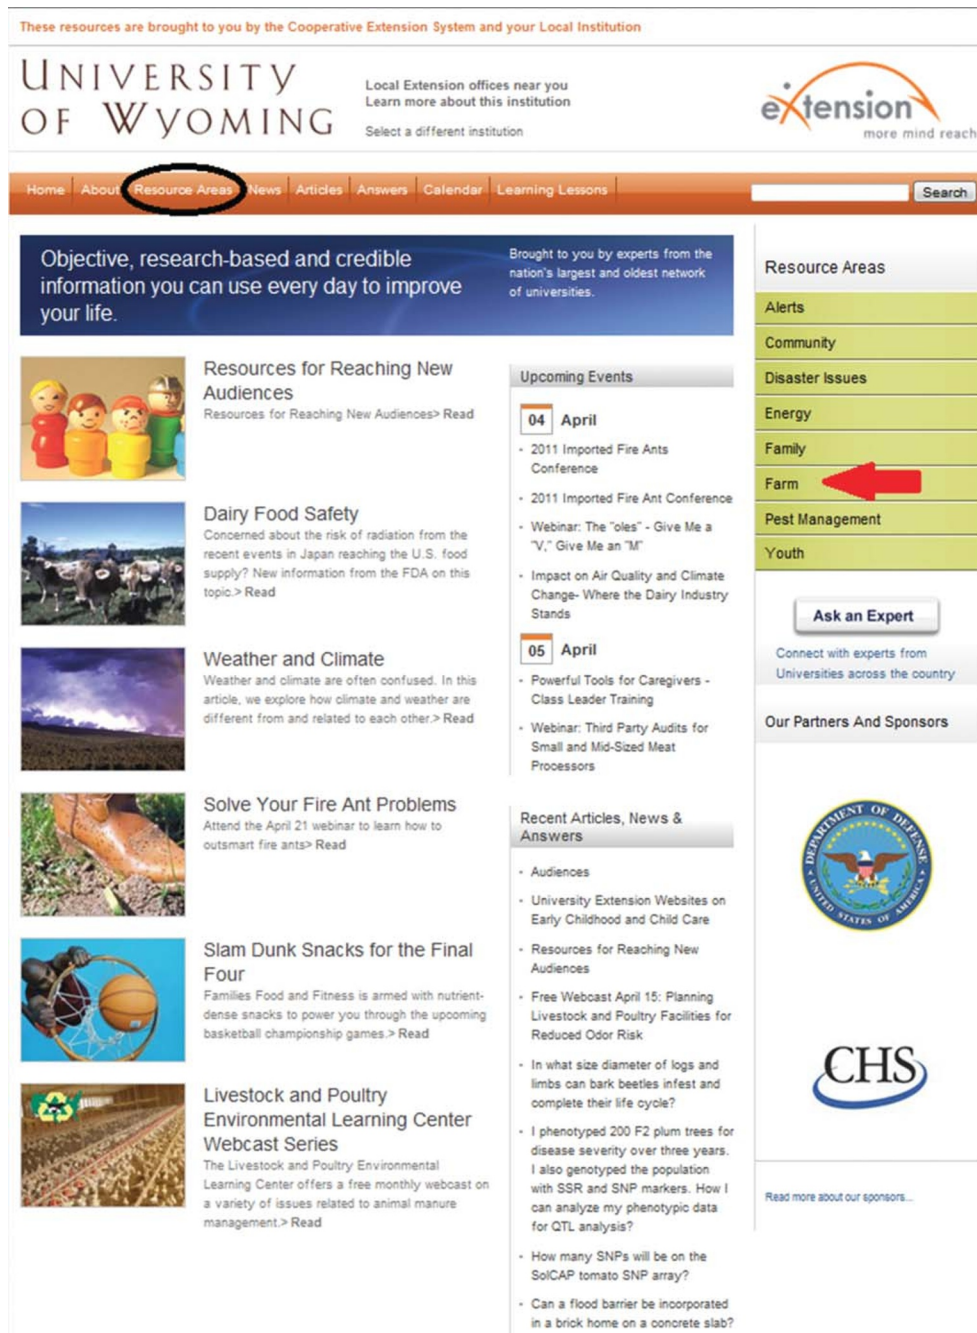 These resources are brought to you by the Cooperative Extension System and your Local Institution
UNIVERSITY
OF WYOMING
Local Extension offices near you
Learn more about this institution
Select a different institution
eXtension
more mind reach
Home About Resource Areas News Articles Answers Calendar Learning Lessons
Search
Objective, research-based and credible
information you can use every day to improve
your life.
Brought to you by experts from the
nation's largest and oldest network
of universities.
Resources for Reaching New
Audiences
Resources for Reaching New Audiences> Read
Dairy Food Safety
Concerned about the risk of radiation from the
recent events in Japan reaching the U.S. food
supply? New information from the FDA on this
topic.> Read
Weather and Climate
Weather and climate are often confused. In this
article, we explore how climate and weather are
different from and related to each other.> Read
Solve Your Fire Ant Problems
Attend the April 21 webinar to learn how to
outsmart fire ants> Read
Slam Dunk Snacks for the Final
Four
Families Food and Fitness is armed with nutrient-
dense snacks to power you through the upcoming
basketball championship games.> Read
Livestock and Poultry
Environmental Learning Center
Webcast Series
The Livestock and Poultry Environmental
Learning Center offers a free monthly webcast on
a variety of issues related to animal manure
management.> Read
Upcoming Events
04 April
- 2011 Imported Fire Ants
Conference
- 2011 Imported Fire Ant Conference
- Webinar: The "oles" - Give Me a
"V," Give Me an "M"
- Impact on Air Quality and Climate
Change- Where the Dairy Industry
Stands
05 April
- Powerful Tools for Caregivers -
Class Leader Training
- Webinar: Third Party Audits for
Small and Mid-Sized Meat
Processors
Recent Articles, News &
Answers
- Audiences
- University Extension Websites on
Early Childhood and Child Care
- Resources for Reaching New
Audiences
- Free Webcast April 15: Planning
Livestock and Poultry Facilities for
Reduced Odor Risk
- In what size diameter of logs and
limbs can bark beetles infest and
complete their life cycle?
- I phenotyped 200 F2 plum trees for
disease severity over three years.
I also genotyped the population
with SSR and SNP markers. How I
can analyze my phenotypic data
for QTL analysis?
- How many SNPs will be on the
SolCAP tomato SNP array?
- Can a flood barrier be incorporated
in a brick home on a concrete slab?
Resource Areas
Alerts
Community
Disaster Issues
Energy
Family
Farm
Pest Management
Youth
Ask an Expert
Connect with experts from
Universities across the country
Our Partners And Sponsors
DEPARTMENT OF DEFENSE
UNITED STATES OF AMERICA
CHS
Read more about our sponsors...